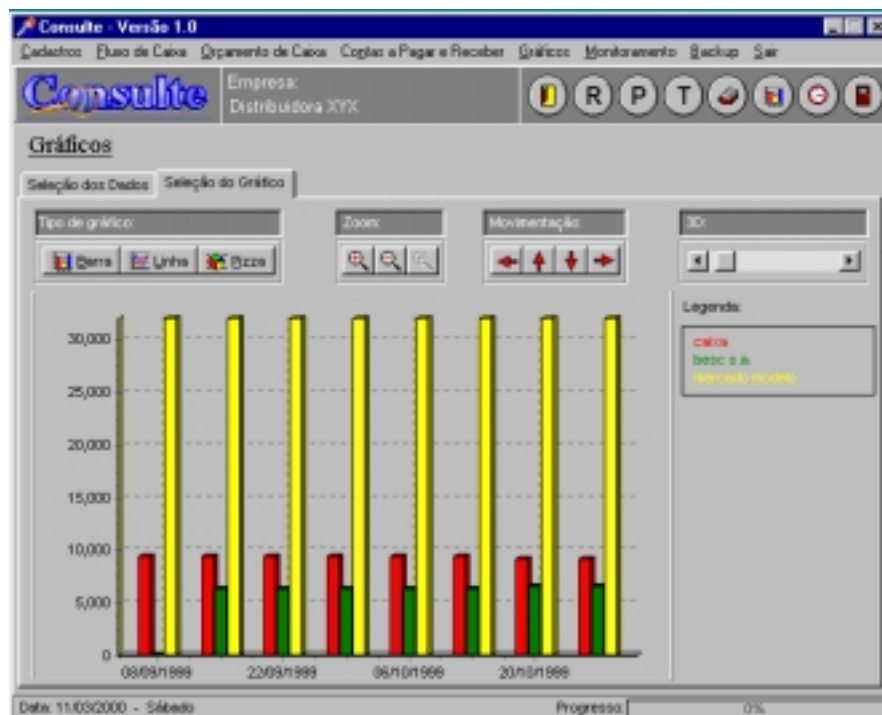 Consulte - Versão 1.0
Cadastros Fluxo de Caixa Orçamento de Caixa Contas a Pagar e Receber Gráficos Monitoramento Backup Sair
Consulte
Empresa:
Distribuidora XYX
R P T
Gráficos
Seleção dos Dados Seleção do Gráfico
Tipo de gráfico: Zoom: Movimentação: 3D:
Barra Linha Pizza
Legenda:
caixa
besc s.a.
mercado modelo
30,000
25,000
20,000
15,000
10,000
5,000
0
08/09/1999 22/09/1999 06/10/1999 20/10/1999
Data: 11/03/2000 - Sábado Progresso: 0%